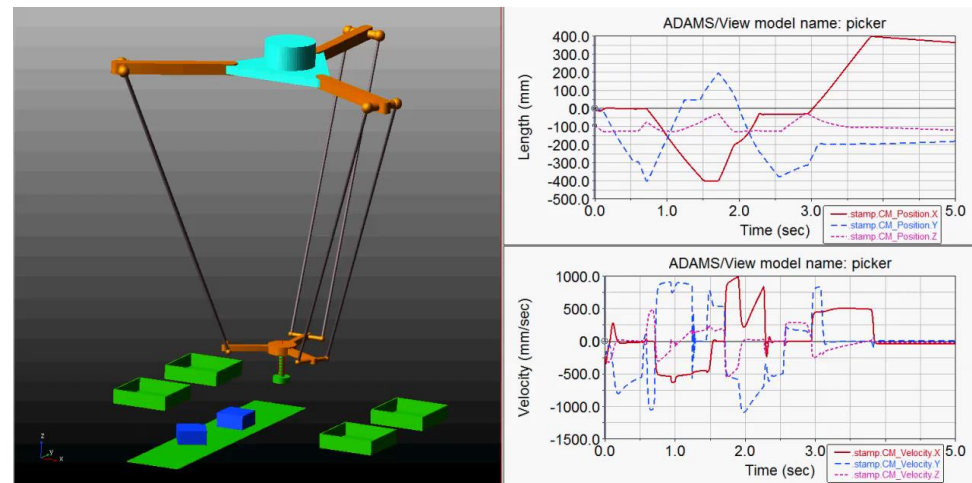 ADAMS/View model name: picker
400.0
300.0
200.0
100.0
0.0
-100.0
-200.0
-300.0
-400.0
-500.0
Length (mm)
0.0 1.0 2.0 3.0 4.0 5.0
Time (sec)
.stamp.CM_Position.X
.stamp.CM_Position.Y
.stamp.CM_Position.Z
ADAMS/View model name: picker
1000.0
500.0
0.0
-500.0
-1000.0
-1500.0
Velocity (mm/sec)
0.0 1.0 2.0 3.0 4.0 5.0
Time (sec)
.stamp.CM_Velocity.X
.stamp.CM_Velocity.Y
.stamp.CM_Velocity.Z
z
y
x